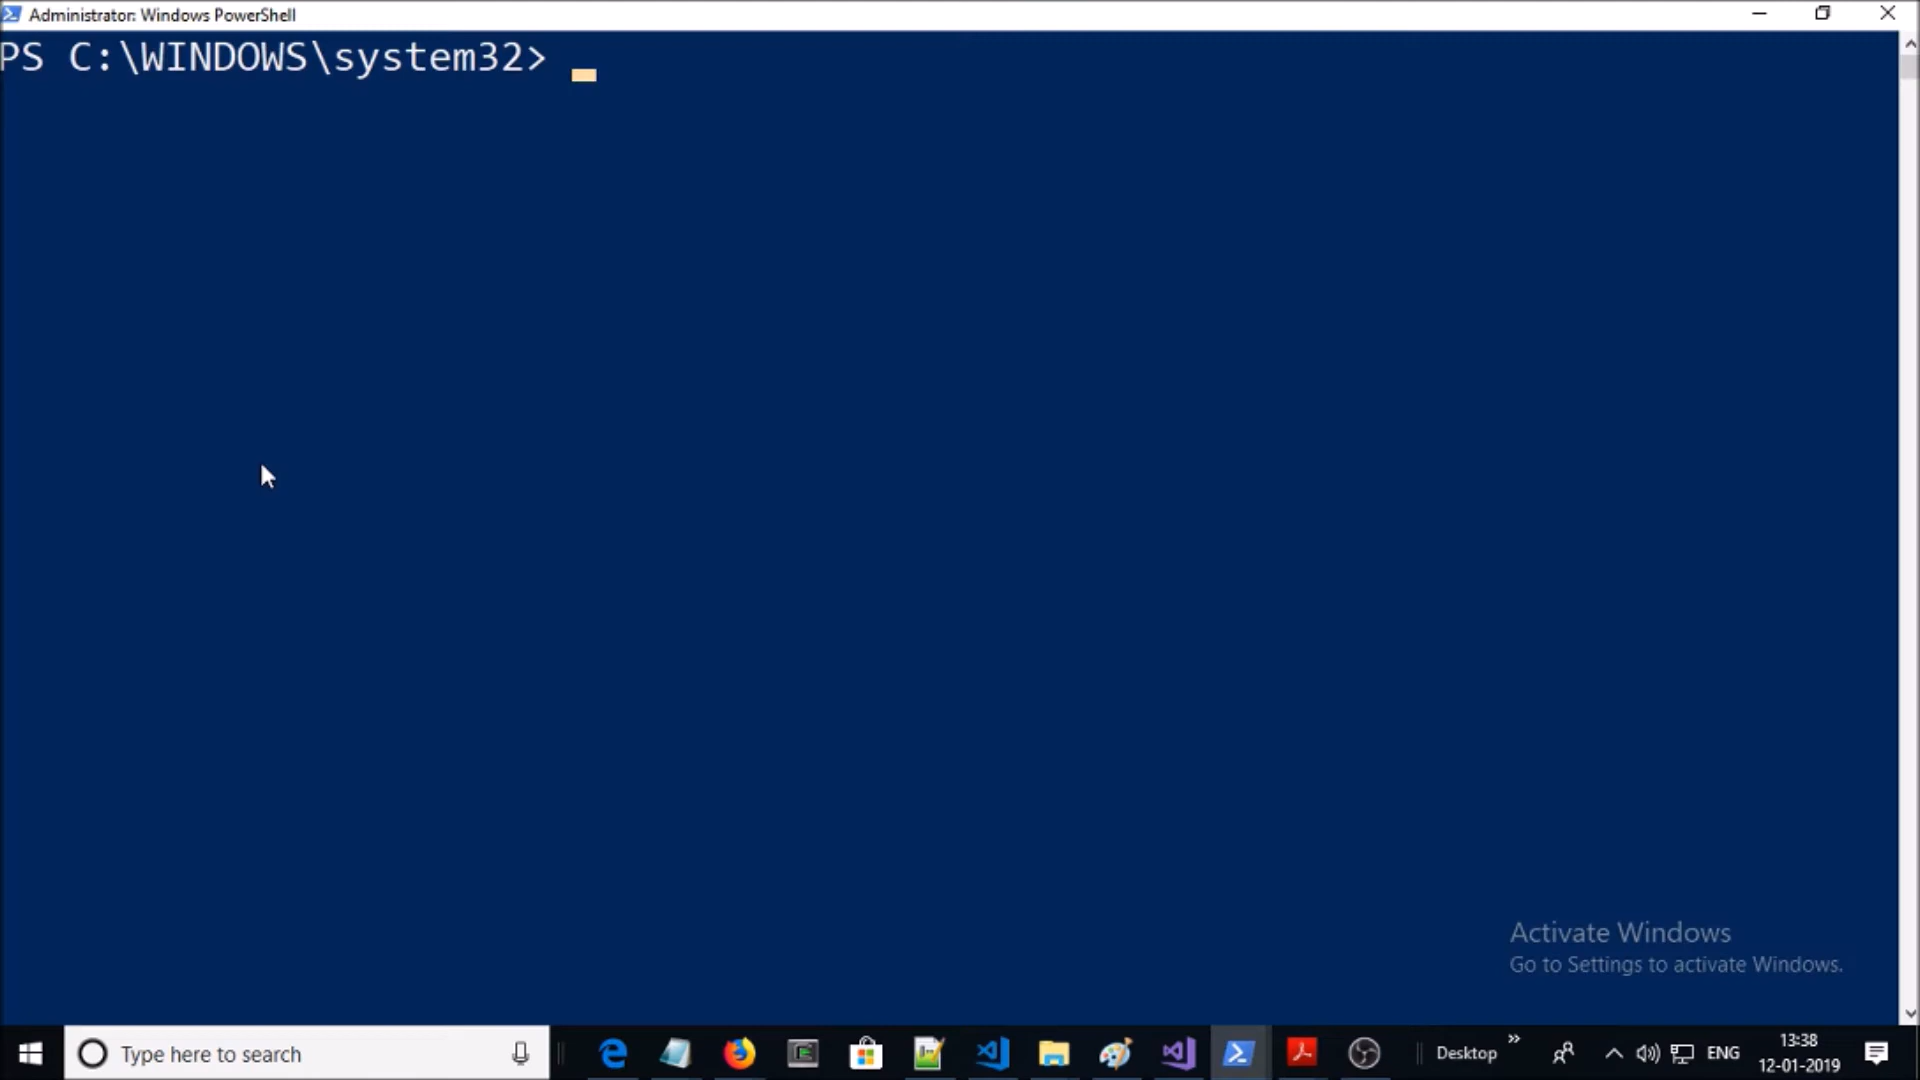 Administrator: Windows PowerShell
PS C:\WINDOWS\system32>
Activate Windows
Go to Settings to activate Windows.
Type here to search
Desktop
ENG
13:38
12-01-2019